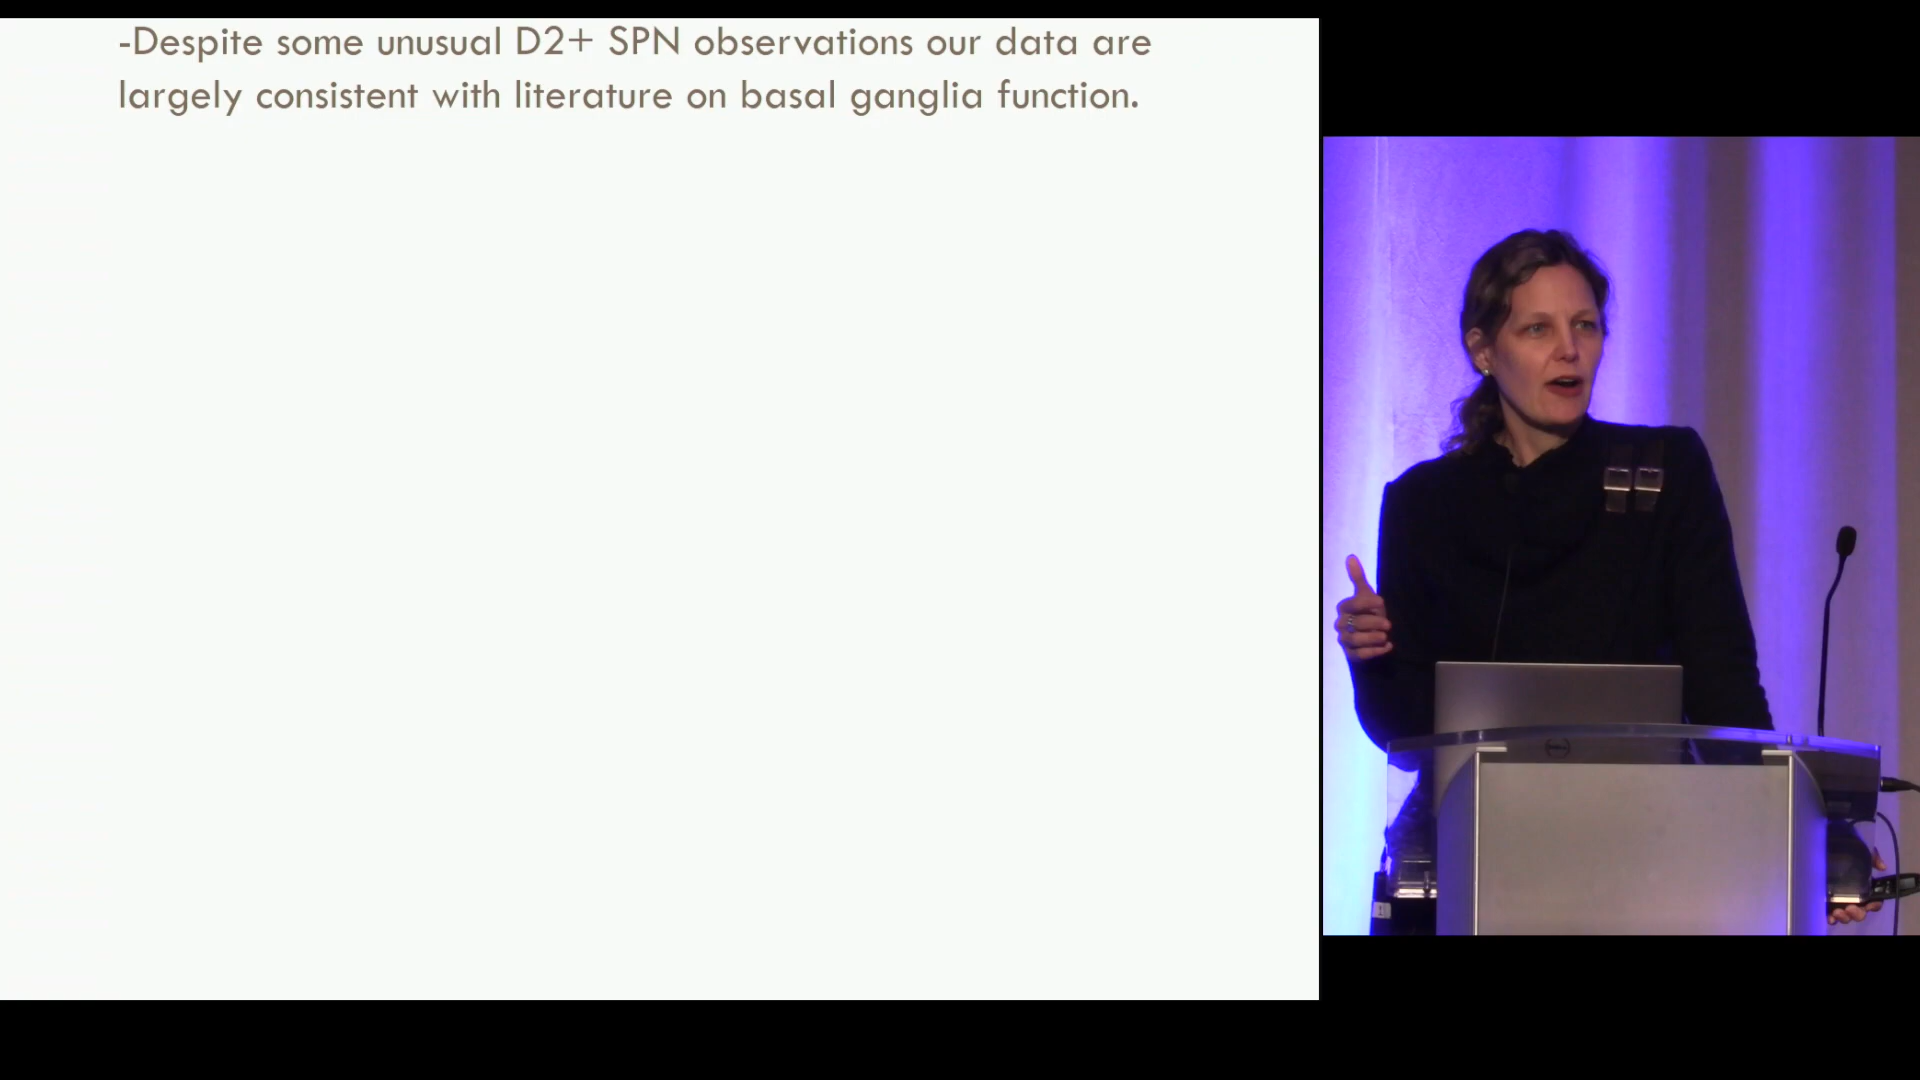 -Despite some unusual D2+ SPN observations our data are
largely consistent with literature on basal ganglia function.